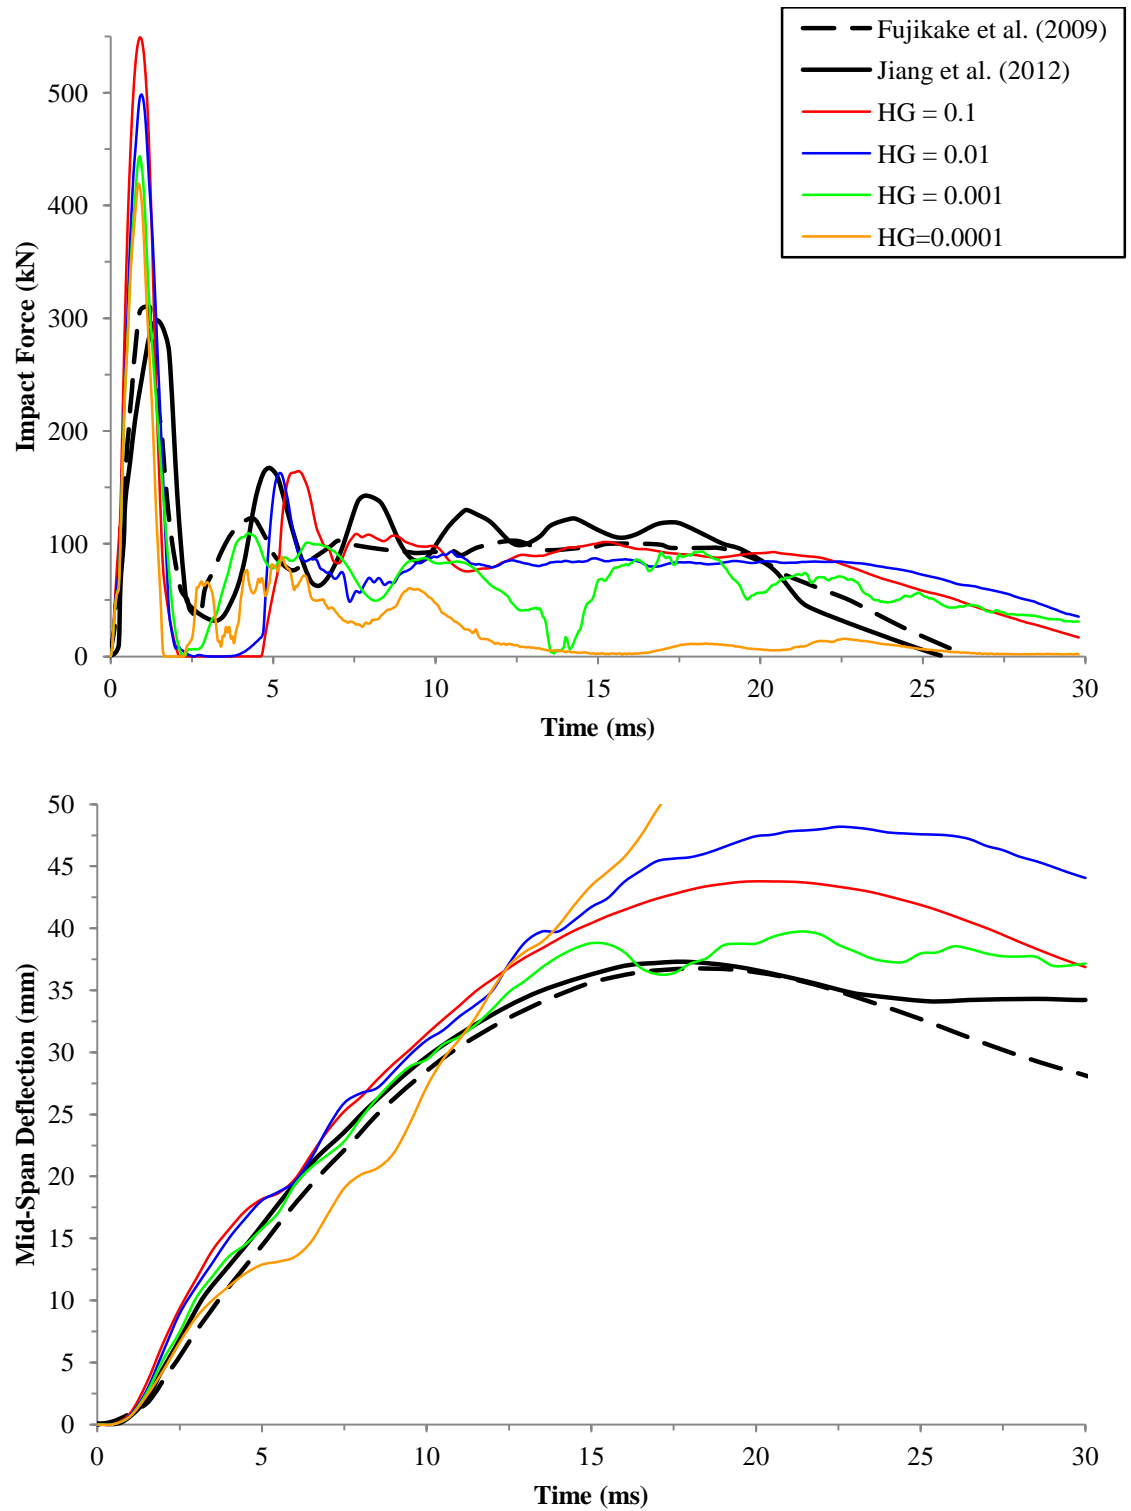 Fujikake et al. (2009)
Jiang et al. (2012)
HG = 0.1
HG = 0.01
HG = 0.001
HG=0.0001
Impact Force (kN)
500
400
300
200
100
0
0 5 10 15 20 25 30
Time (ms)
Mid-Span Deflection (mm)
50
45
40
35
30
25
20
15
10
5
0
0 5 10 15 20 25 30
Time (ms)